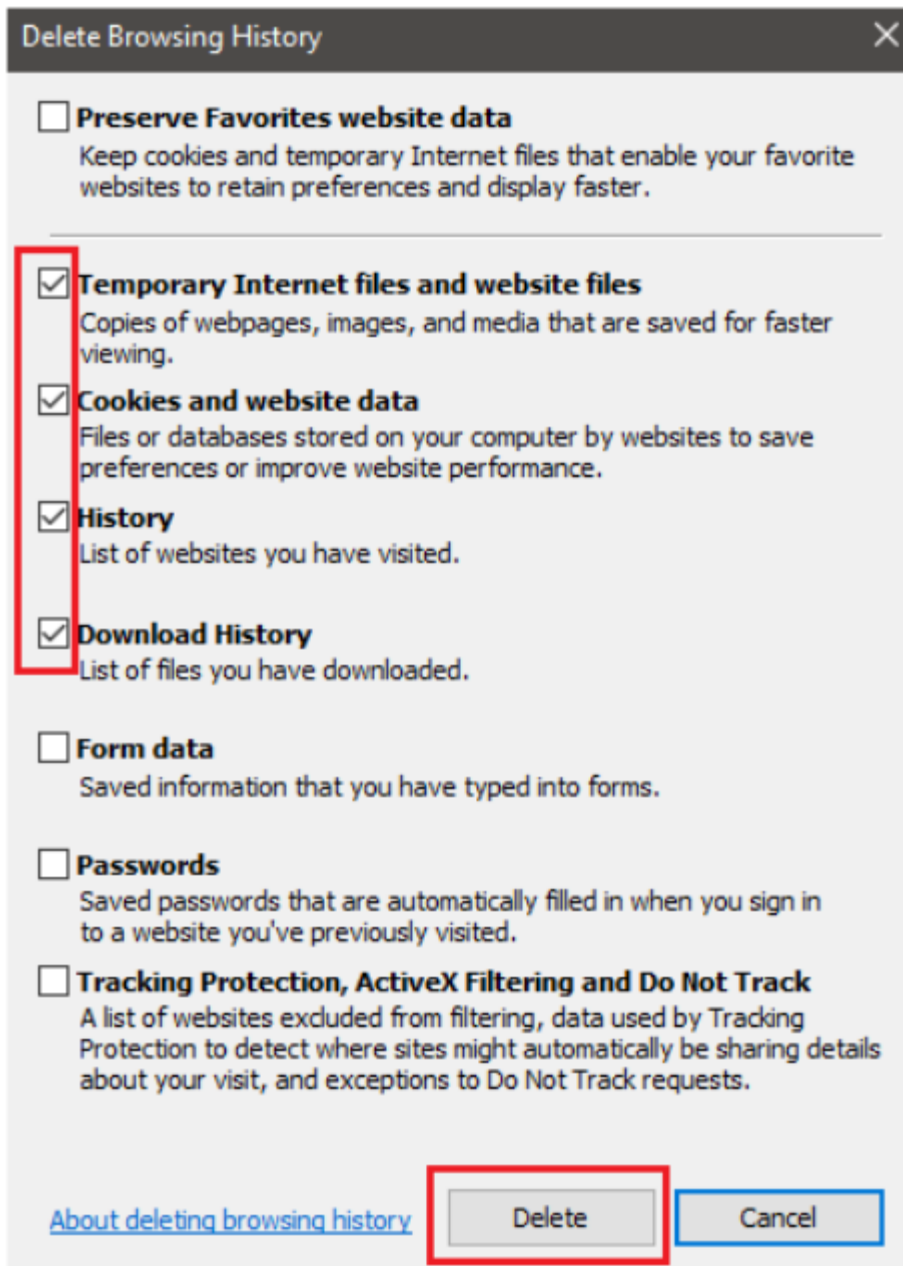 Delete Browsing History
Preserve Favorites website data
Keep cookies and temporary Internet files that enable your favorite
websites to retain preferences and display faster.
Temporary Internet files and website files
Copies of webpages, images, and media that are saved for faster
viewing.
Cookies and website data
Files or databases stored on your computer by websites to save
preferences or improve website performance.
History
List of websites you have visited.
Download History
List of files you have downloaded.
Form data
Saved information that you have typed into forms.
Passwords
Saved passwords that are automatically filled in when you sign in
to a website you've previously visited.
Tracking Protection, ActiveX Filtering and Do Not Track
A list of websites excluded from filtering, data used by Tracking
Protection to detect where sites might automatically be sharing details
about your visit, and exceptions to Do Not Track requests.
About deleting browsing history Delete Cancel